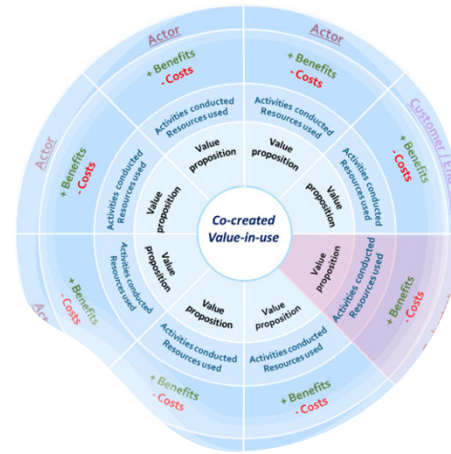 Actor
+ Benefits
- Costs
Activities conducted
Resources used
Value
proposition
Actor
+ Benefits
- Costs
Activities conducted
Resources used
Value
proposition
Customer / End
+ Benefits
- Costs
Activities conducted
Resources used
Value
proposition
+ Benefits
- Costs
Activities conducted
Resources used
Value
proposition
Value
proposition
Activities conducted
Resources used
+ Benefits
- Costs
Value
proposition
Activities conducted
Resources used
+ Benefits
- Costs
Value
proposition
Activities conducted
Resources used
+ Benefits
- Costs
Actor
+ Benefits
- Costs
Activities conducted
Resources used
Value
proposition
Co-created
Value-in-use